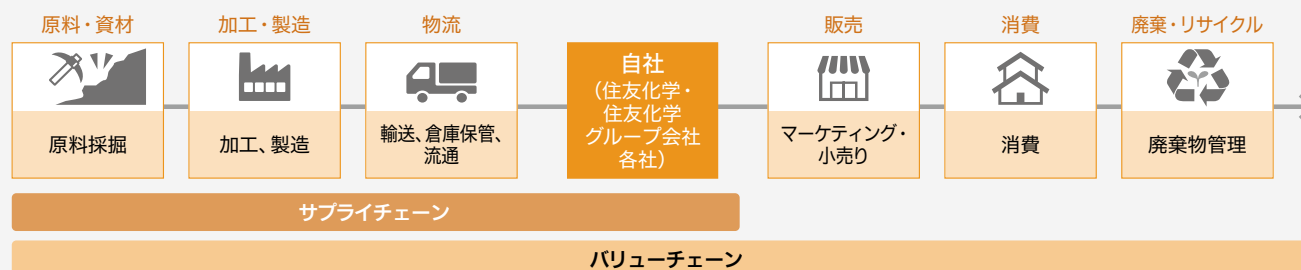 原料・資材
加工・製造
物流
販売
消費
廃棄・リサイクル
原料採掘
加工、製造
輸送、倉庫保管、
流通
自社
（住友化学・
住友化学
グループ会社
各社）
マーケティング・
小売り
消費
廃棄物管理
サプライチェーン
バリューチェーン